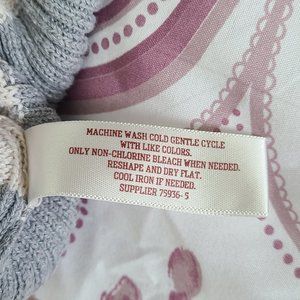 MACHINE WASH COLD GENTLE CYCLE
WITH LIKE COLORS.
ONLY NON-CHLORINE BLEACH WHEN NEEDED.
RESHAPE AND DRY FLAT.
COOL IRON IF NEEDED.
SUPPLIER 75936-5